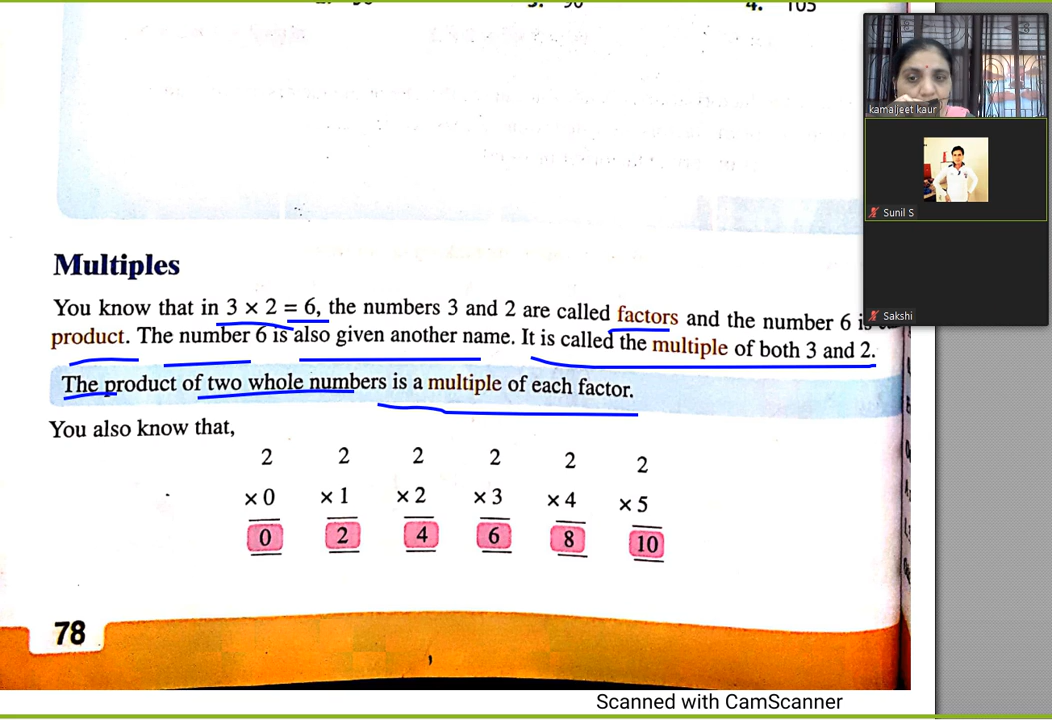 4. 105
kamaljeet kaur
Sunil S
Sakshi
Multiples
You know that in 3 × 2 = 6, the numbers 3 and 2 are called factors and the number 6 is
product. The number 6 is also given another name. It is called the multiple of both 3 and 2.
The product of two whole numbers is a multiple of each factor.
You also know that,
2 2 2 2 2 2
×0 ×1 ×2 ×3 ×4 ×5
0 2 4 6 8 10
78
Scanned with CamScanner